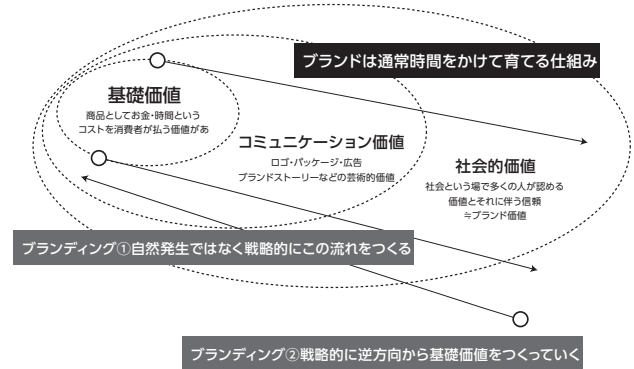 ブランドは通常時間をかけて育てる仕組み
基礎価値
商品としてお金・時間という
コストを消費者が払う価値があ
コミュニケーション価値
ロゴ・パッケージ・広告
ブランドストーリーなどの芸術的価値
社会的価値
社会という場で多くの人が認める
価値とそれに伴う信頼
≒ブランド価値
ブランディング①自然発生ではなく戦略的にこの流れをつくる
ブランディング②戦略的に逆方向から基礎価値をつくっていく